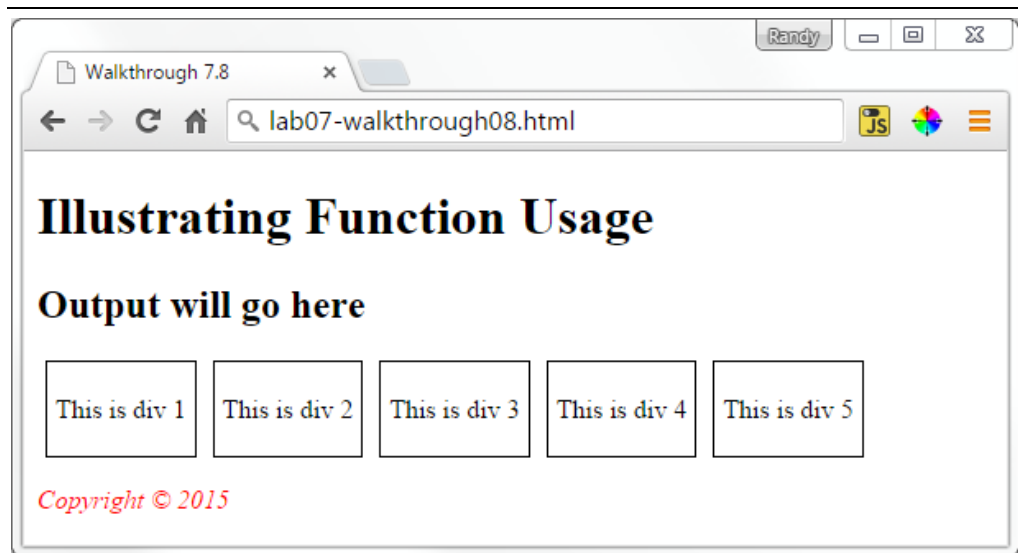 Randy
Walkthrough 7.8
lab07-walkthrough08.html
JS
Illustrating Function Usage
Output will go here
This is div 1
This is div 2
This is div 3
This is div 4
This is div 5
Copyright © 2015